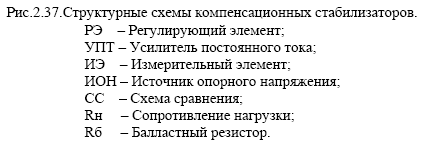 Рис.2.37.Структурные схемы компенсационных стабилизаторов.
РЭ – Регулирующий элемент;
УПТ – Усилитель постоянного тока;
ИЭ – Измерительный элемент;
ИОН – Источник опорного напряжения;
СС – Схема сравнения;
Rн – Сопротивление нагрузки;
Rб – Балластный резистор.